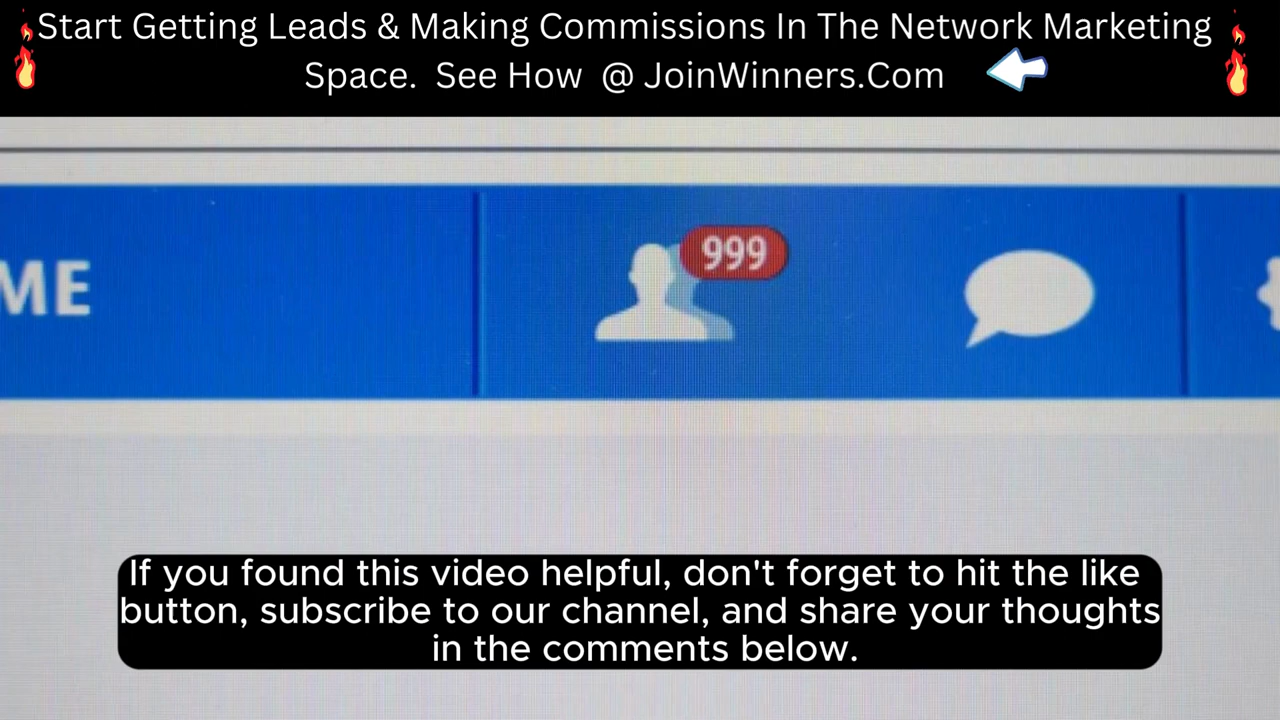 Start Getting Leads & Making Commissions In The Network Marketing
Space. See How @ JoinWinners.Com
ME
999
If you found this video helpful, don't forget to hit the like
button, subscribe to our channel, and share your thoughts
in the comments below.